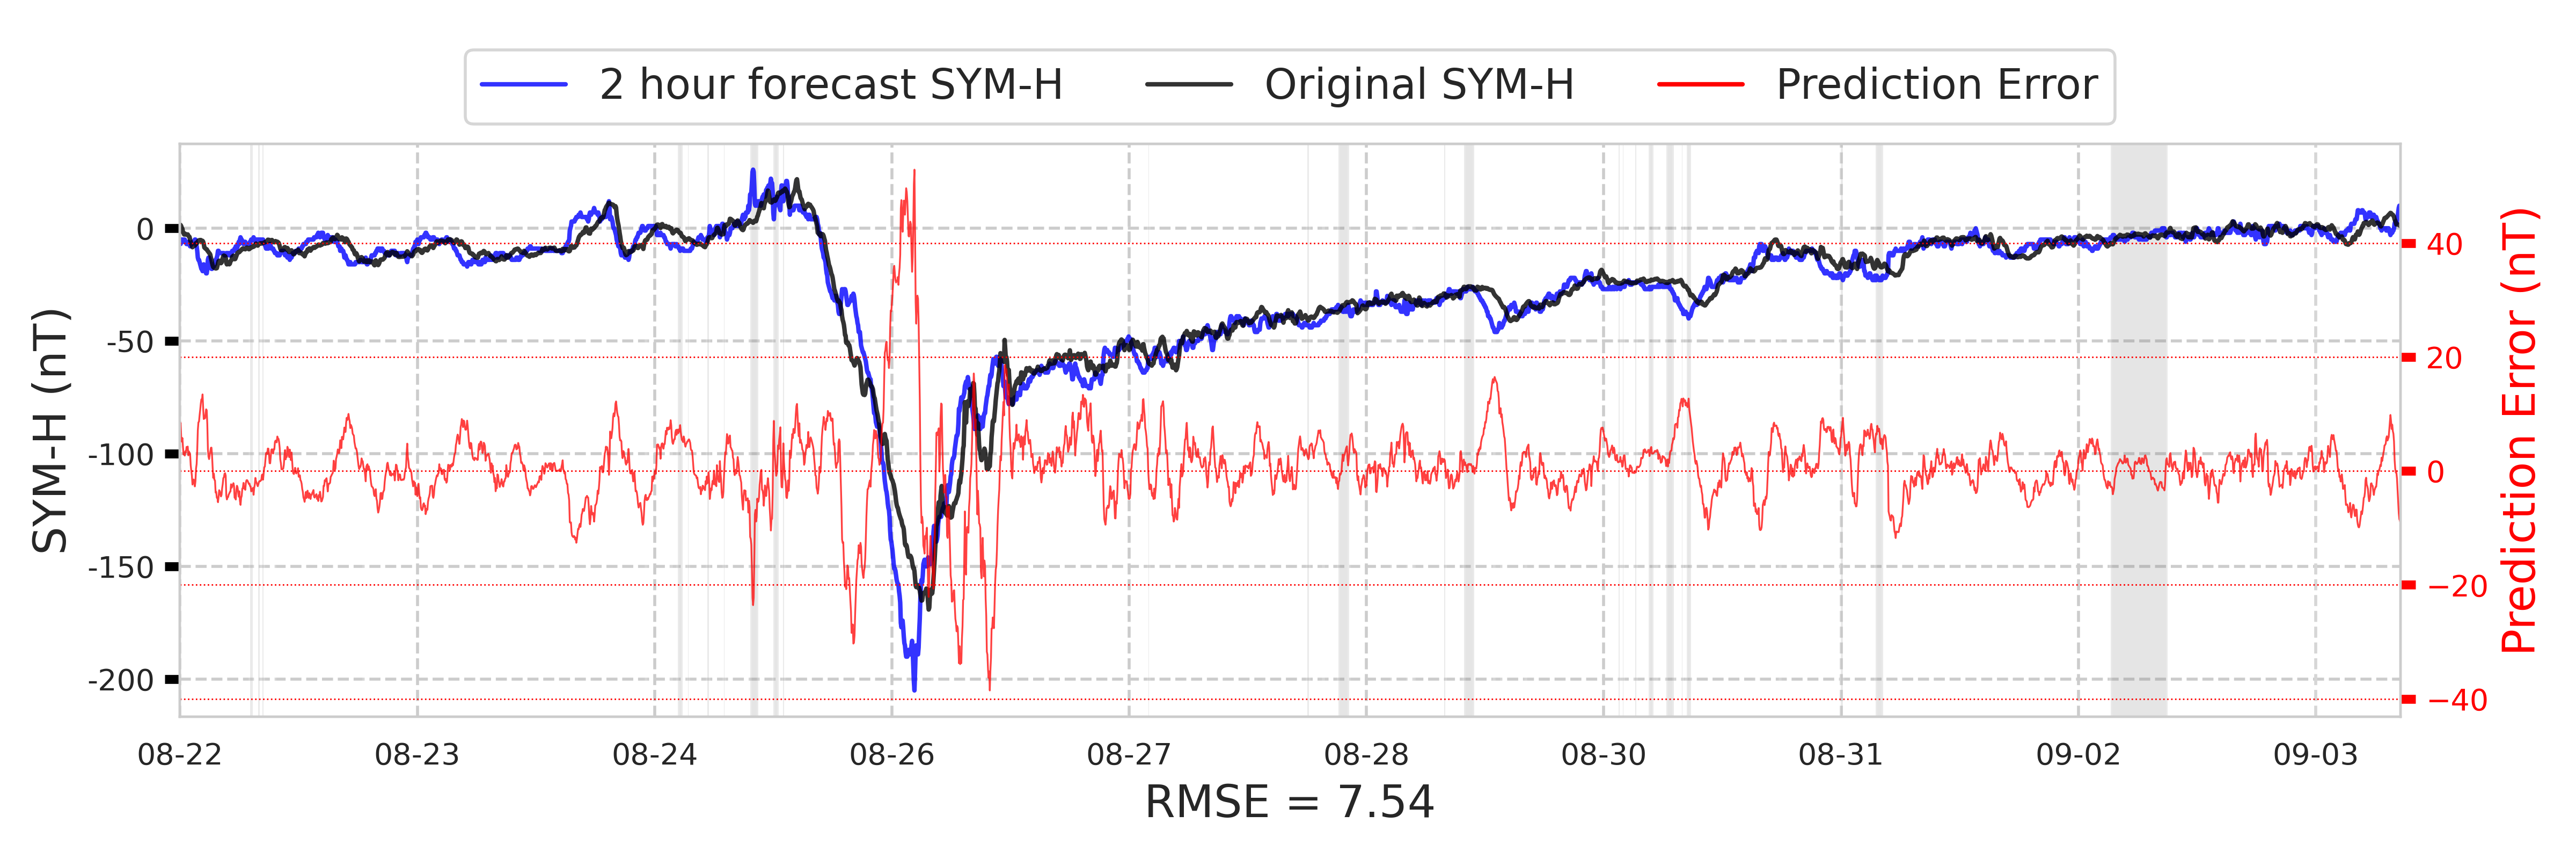 2 hour forecast SYM-H Original SYM-H Prediction Error
SYM-H (nT)
0
-50
-100
-150
-200
40
20
0
−20
−40
Prediction Error (nT)
08-22 08-23 08-24 08-26 08-27 08-28 08-30 08-31 09-02 09-03
RMSE = 7.54